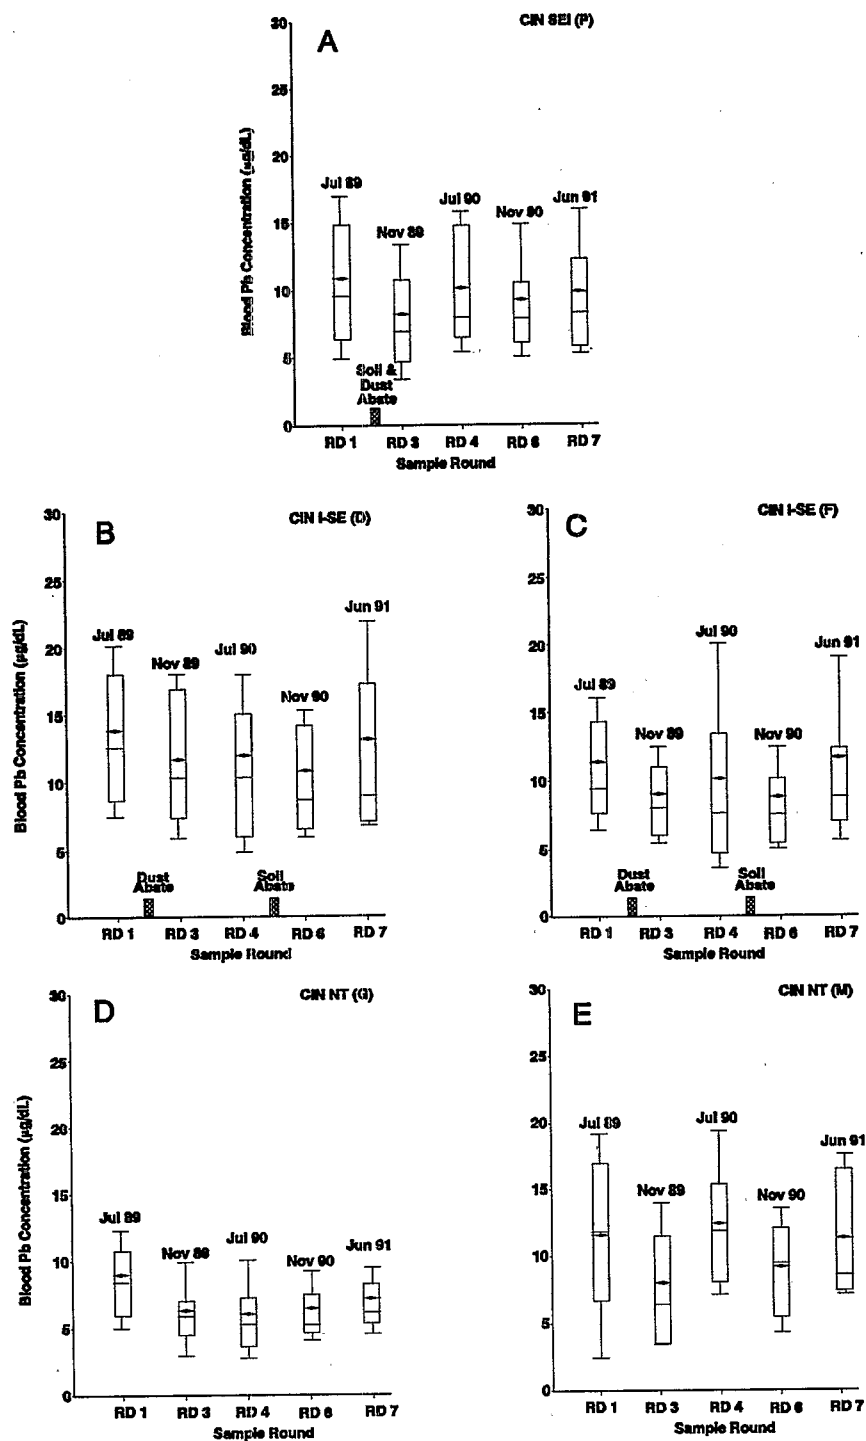 CIN SEI (P)
A
30
25
20
15
10
5
0
Blood Pb Concentration (µg/dL)
Jul 89
Nov 89
Jul 90
Nov 90
Jun 91
Soil &
Dust
Abate
RD 1
RD 3
RD 4
RD 6
RD 7
Sample Round
CIN I-SE (D)
B
30
25
20
15
10
5
0
Blood Pb Concentration (µg/dL)
Jul 89
Nov 89
Jul 90
Nov 90
Jun 91
Dust
Abate
Soil
Abate
RD 1
RD 3
RD 4
RD 6
RD 7
Sample Round
CIN I-SE (F)
C
30
25
20
15
10
5
0
Jul 89
Nov 89
Jul 90
Nov 90
Jun 91
Dust
Abate
Soil
Abate
RD 1
RD 3
RD 4
RD 6
RD 7
Sample Round
CIN NT (G)
D
30
25
20
15
10
5
0
Blood Pb Concentration (µg/dL)
Jul 89
Nov 89
Jul 90
Nov 90
Jun 91
RD 1
RD 3
RD 4
RD 6
RD 7
Sample Round
CIN NT (M)
E
30
25
20
15
10
5
0
Jul 89
Nov 89
Jul 90
Nov 90
Jun 91
RD 1
RD 3
RD 4
RD 6
RD 7
Sample Round